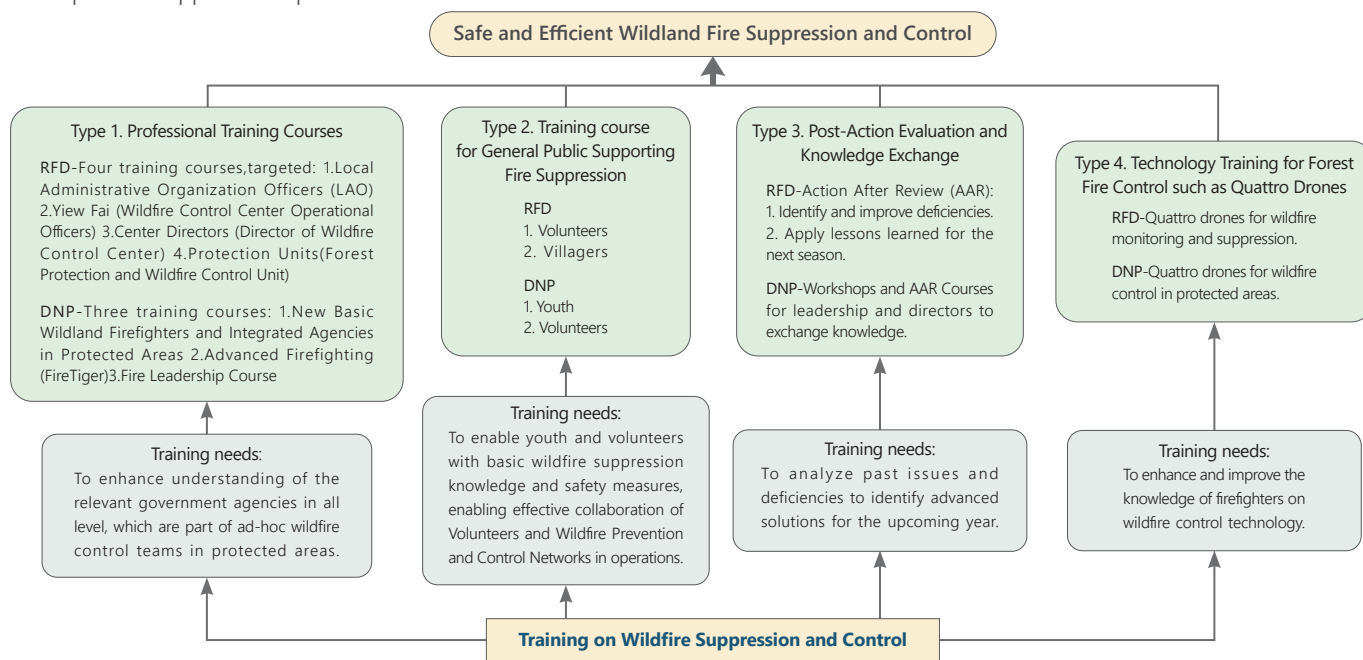 Safe and Efficient Wildland Fire Suppression and Control
Type 1. Professional Training Courses
RFD-Four training courses,targeted: 1.Local
Administrative Organization Officers (LAO)
2.Yiew Fai (Wildfire Control Center Operational
Officers) 3.Center Directors (Director of Wildfire
Control Center) 4.Protection Units(Forest
Protection and Wildfire Control Unit)
DNP-Three training courses: 1.New Basic
Wildland Firefighters and Integrated Agencies
in Protected Areas 2.Advanced Firefighting
(FireTiger)3.Fire Leadership Course
Type 2. Training course
for General Public Supporting
Fire Suppression
RFD
1. Volunteers
2. Villagers
DNP
1. Youth
2. Volunteers
Type 3. Post-Action Evaluation and
Knowledge Exchange
RFD-Action After Review (AAR):
1. Identify and improve deficiencies.
2. Apply lessons learned for the
next season.
DNP-Workshops and AAR Courses
for leadership and directors to
exchange knowledge.
Type 4. Technology Training for Forest
Fire Control such as Quattro Drones
RFD-Quattro drones for wildfire
monitoring and suppression.
DNP-Quattro drones for wildfire
control in protected areas.
Training needs:
To enhance understanding of the
relevant government agencies in all
level, which are part of ad-hoc wildfire
control teams in protected areas.
Training needs:
To enable youth and volunteers
with basic wildfire suppression
knowledge and safety measures,
enabling effective collaboration of
Volunteers and Wildfire Prevention
and Control Networks in operations.
Training needs:
To analyze past issues and
deficiencies to identify advanced
solutions for the upcoming year.
Training needs:
To enhance and improve the
knowledge of firefighters on
wildfire control technology.
Training on Wildfire Suppression and Control